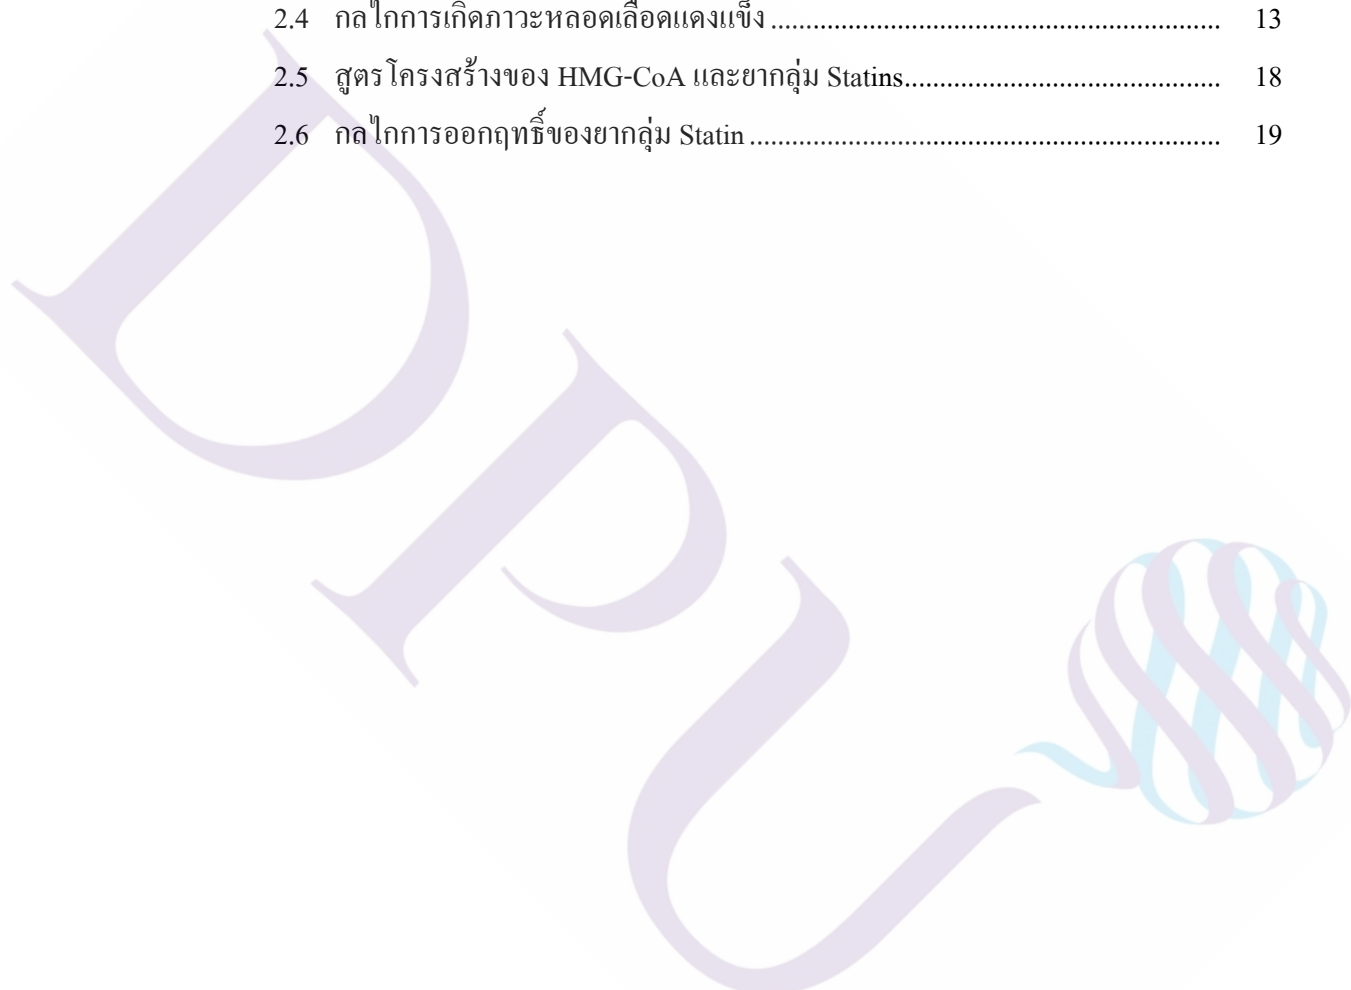 2.4 กลไกการเกิดภาวะหลอดเลือดแดงแข็ง ................................................................ 13
2.5 สูตรโครงสร้างของ HMG-CoA และยากลุ่ม Statins............................................. 18
2.6 กลไกการออกฤทธิ์ของยากลุ่ม Statin ................................................................... 19
DPU